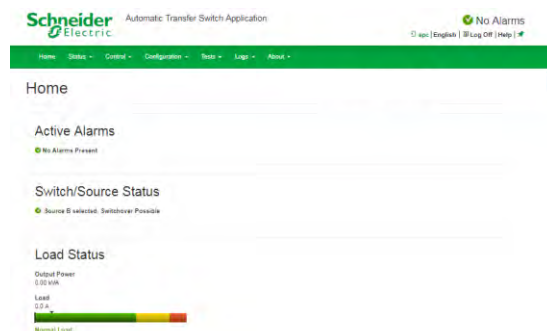 Schneider Electric
Automatic Transfer Switch Application
No Alarms
apc | English | Log Off | Help |
Home Status Control Configuration Tests Logs About
Home
Active Alarms
No Alarms Present
Switch/Source Status
Source B selected. Switchover Possible
Load Status
Output Power
0.00 kVA
Load
0.0 A
Normal Load